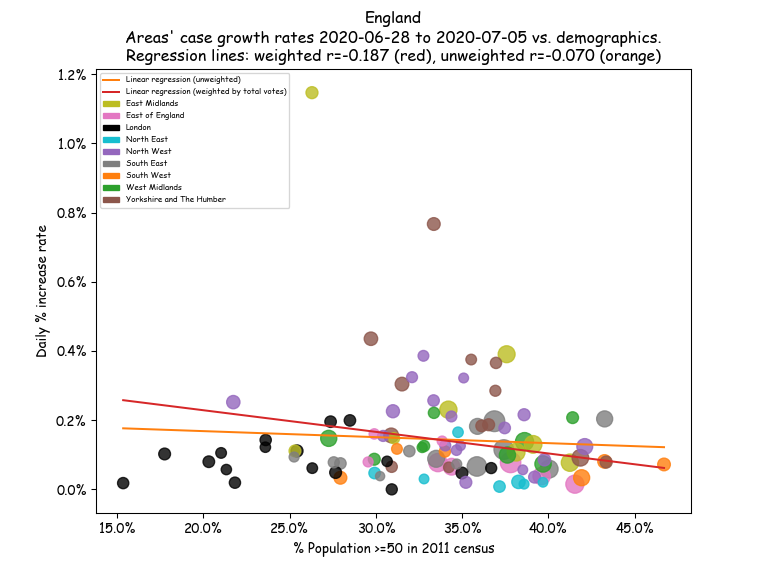 England
Areas' case growth rates 2020-06-28 to 2020-07-05 vs. demographics.
Regression lines: weighted r=-0.187 (red), unweighted r=-0.070 (orange)
1.2%
1.0%
0.8%
0.6%
0.4%
0.2%
0.0%
Daily % increase rate
Linear regression (unweighted)
Linear regression (weighted by total votes)
East Midlands
East of England
London
North East
North West
South East
South West
West Midlands
Yorkshire and The Humber
15.0% 20.0% 25.0% 30.0% 35.0% 40.0% 45.0%
% Population >=50 in 2011 census